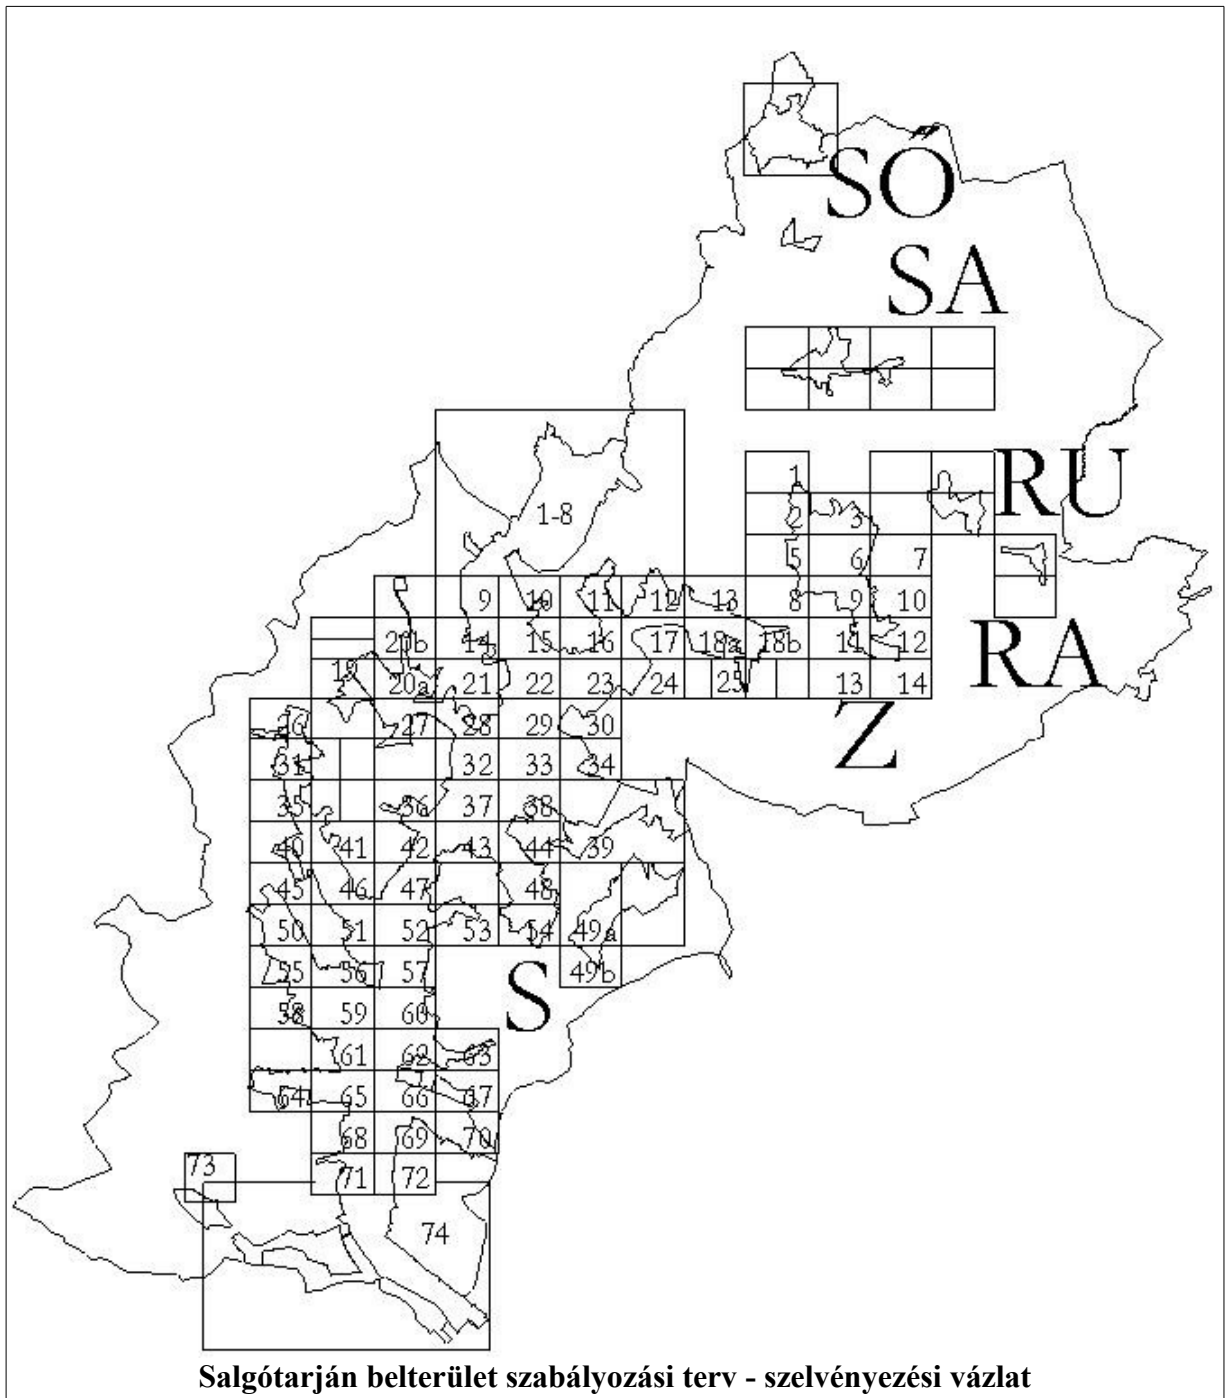 SO
SA
RU
1
1-8
2 3
5 6 7
9 10 11 12 13 8 9 10
20b 14 15 16 17 18a 18b 11 12
RA
19 20a 21 22 23 24 25 13 14
26 27 28 29 30
Z
31 32 33 34
35 36 37 38
40 41 42 43 44 39
45 46 47 48
50 51 52 53 54 49a
55 56 57 49b
S
58 59 60
61 62 63
64 65 66 67
68 69 70
73 71 72
74
Salgótarján belterület szabályozási terv - szelvényezési vázlat